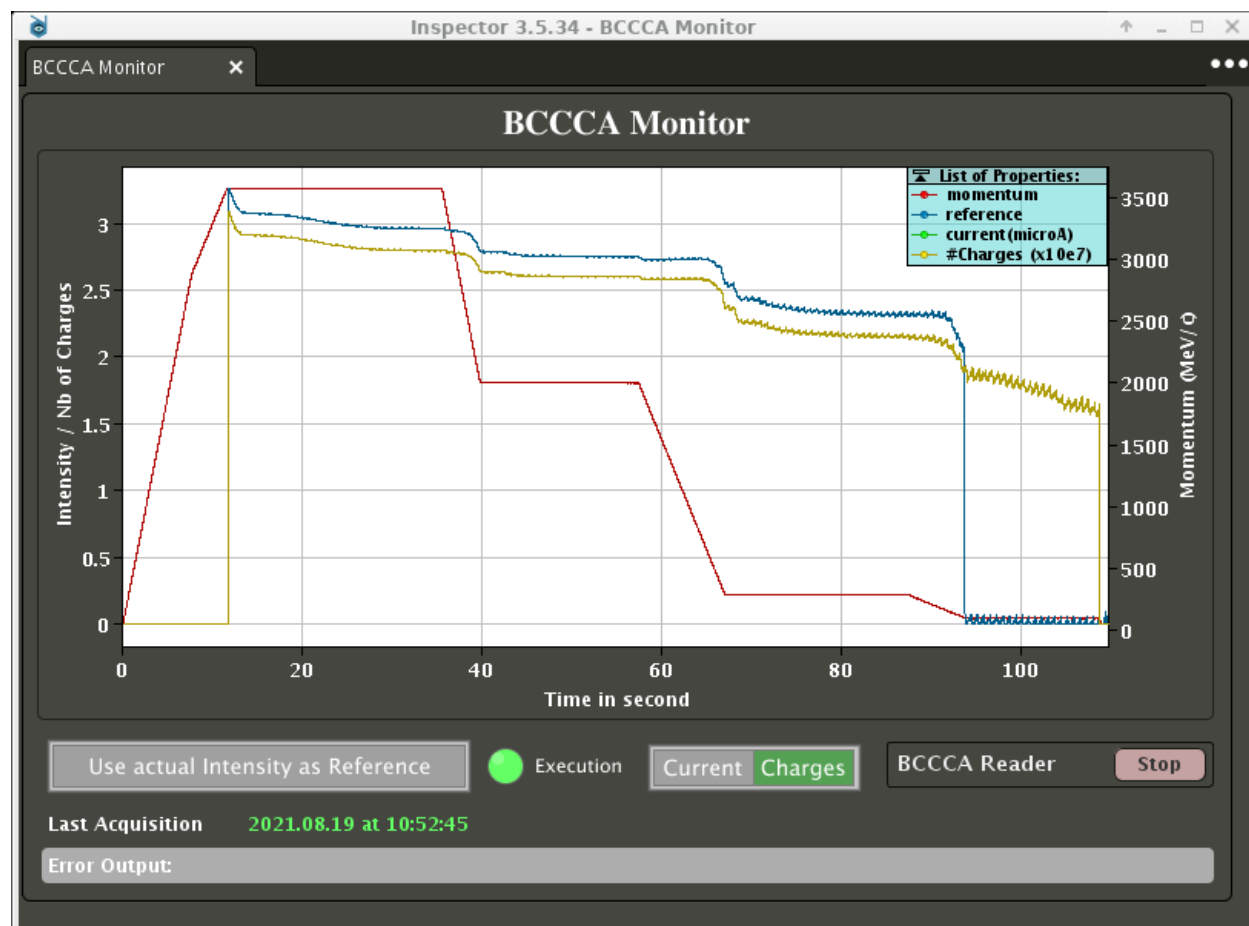 Inspector 3.5.34 - BCCCA Monitor
BCCCA Monitor
BCCCA Monitor
List of Properties:
momentum
reference
current(microA)
#Charges (x10e7)
Intensity / Nb of Charges
3
2.5
2
1.5
1
0.5
0
3500
3000
2500
2000
1500
1000
500
0
Momentum (MeV/Q)
0 20 40 60 80 100
Time in second
Use actual Intensity as Reference
Execution
Current Charges
BCCCA Reader
Stop
Last Acquisition 2021.08.19 at 10:52:45
Error Output: